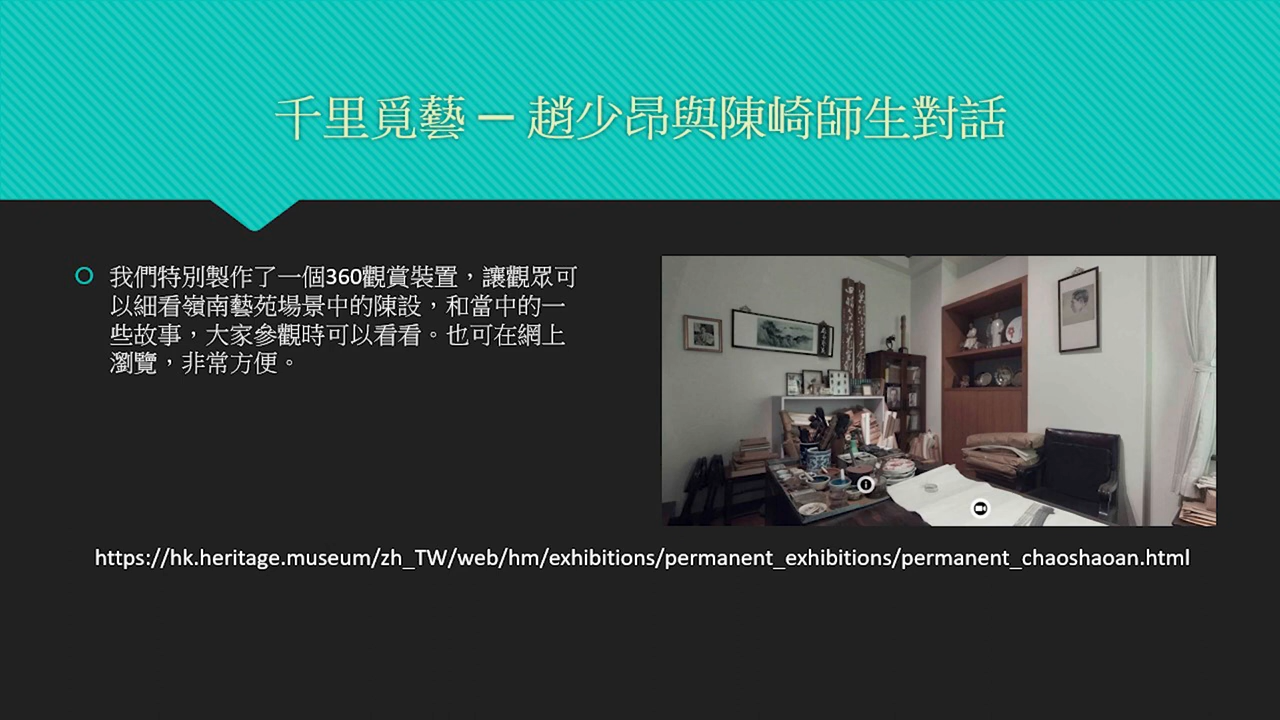 千里覓藝 — 趙少昂與陳崎師生對話
我們特別製作了一個360觀賞裝置，讓觀眾可
以細看嶺南藝苑場景中的陳設，和當中的一
些故事，大家參觀時可以看看。也可在網上
瀏覽，非常方便。
https://hk.heritage.museum/zh_TW/web/hm/exhibitions/permanent_exhibitions/permanent_chaoshaoan.html